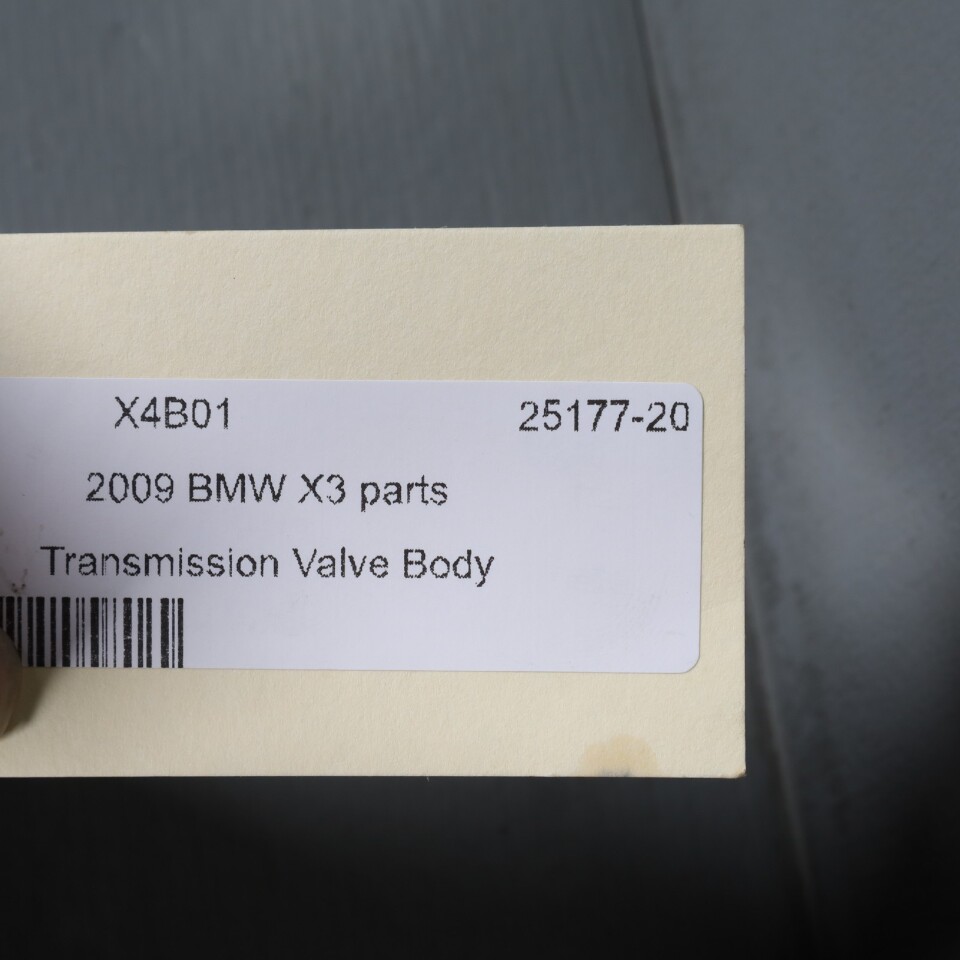 X4B01 25177-20
2009 BMW X3 parts
Transmission Valve Body